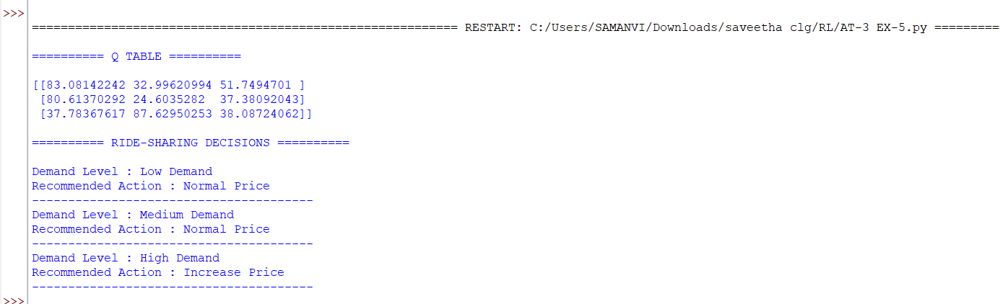 >>>
=========================================================== RESTART: C:/Users/SAMANVI/Downloads/saveetha clg/RL/AT-3 EX-5.py =========
========== Q TABLE ==========
[[83.08142242 32.99620994 51.7494701 ]
 [80.61370292 24.6035282  37.38092043]
 [37.78367617 87.62950253 38.08724062]]
========== RIDE-SHARING DECISIONS ==========
Demand Level : Low Demand
Recommended Action : Normal Price
---------------------------------------
Demand Level : Medium Demand
Recommended Action : Normal Price
---------------------------------------
Demand Level : High Demand
Recommended Action : Increase Price
---------------------------------------
>>>